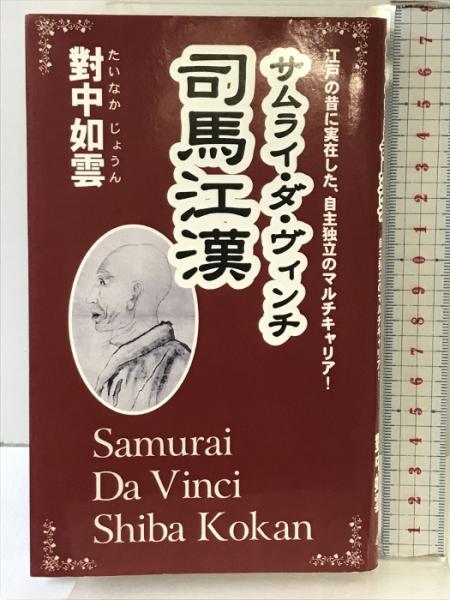 江戸の昔に実在した、自主独立のマルチキャリア!
サムライ・ダ・ヴィンチ
司馬江漢
たいなか じょううん
對中如雲
Samurai
Da Vinci
Shiba Kokan